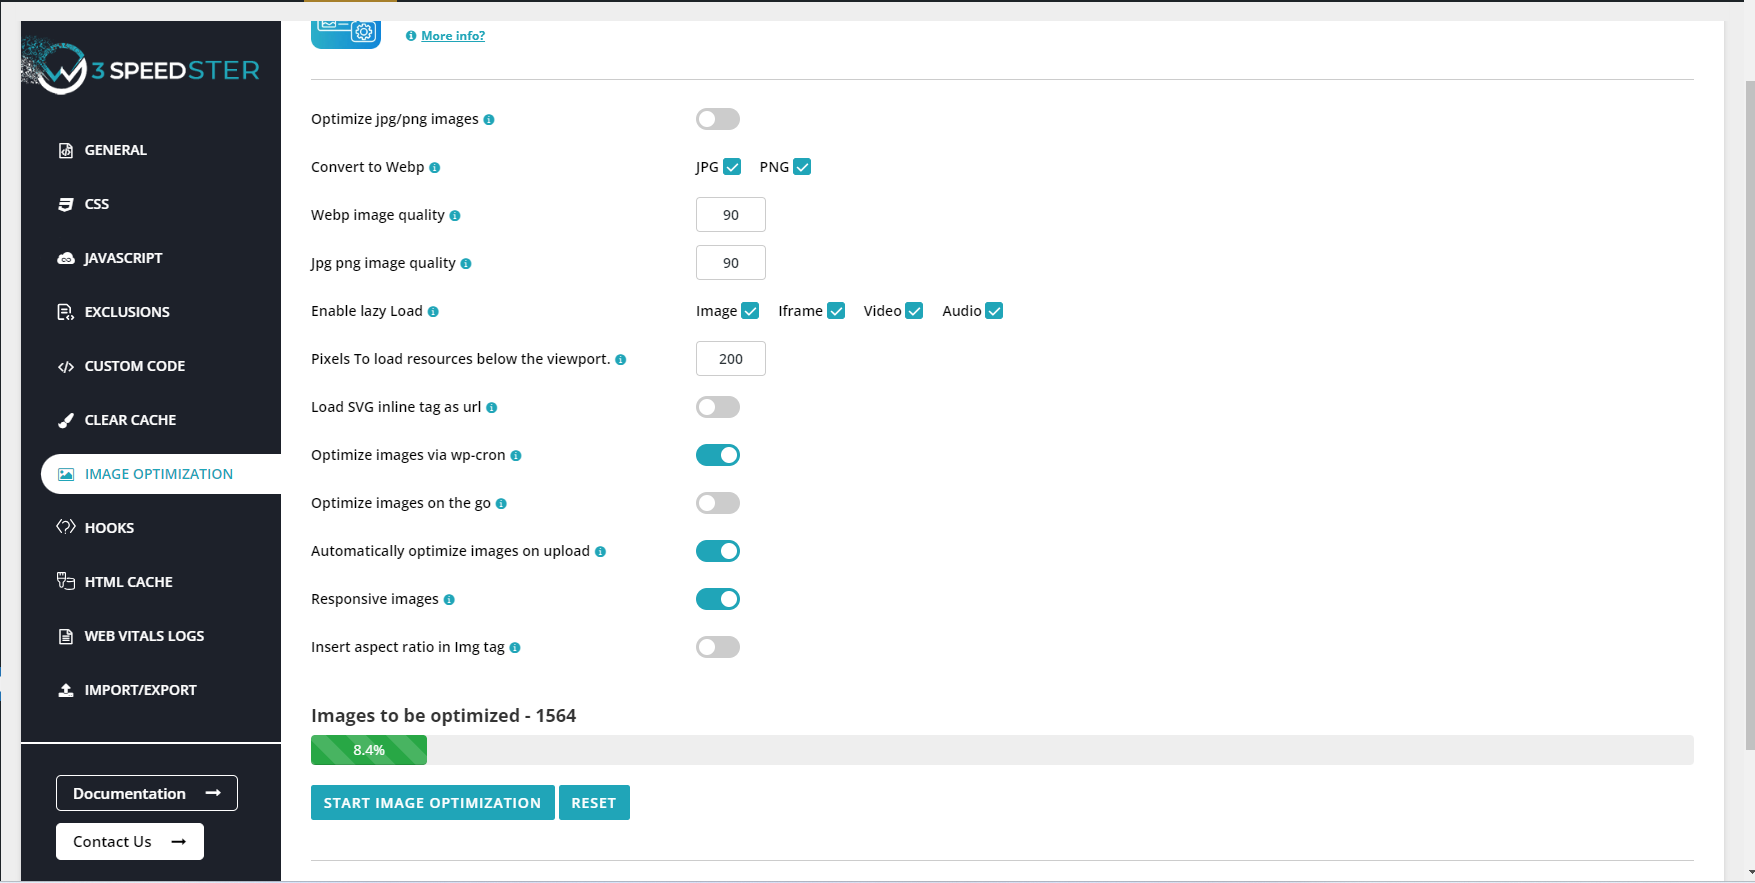 More info?
W3 SPEEDSTER
GENERAL
CSS
JAVASCRIPT
EXCLUSIONS
CUSTOM CODE
CLEAR CACHE
IMAGE OPTIMIZATION
HOOKS
HTML CACHE
WEB VITALS LOGS
IMPORT/EXPORT
Documentation
Contact Us
Optimize jpg/png images
Convert to Webp JPG PNG
Webp image quality 90
Jpg png image quality 90
Enable lazy Load Image Iframe Video Audio
Pixels To load resources below the viewport. 200
Load SVG inline tag as url
Optimize images via wp-cron
Optimize images on the go
Automatically optimize images on upload
Responsive images
Insert aspect ratio in Img tag
Images to be optimized - 1564
8.4%
START IMAGE OPTIMIZATION RESET